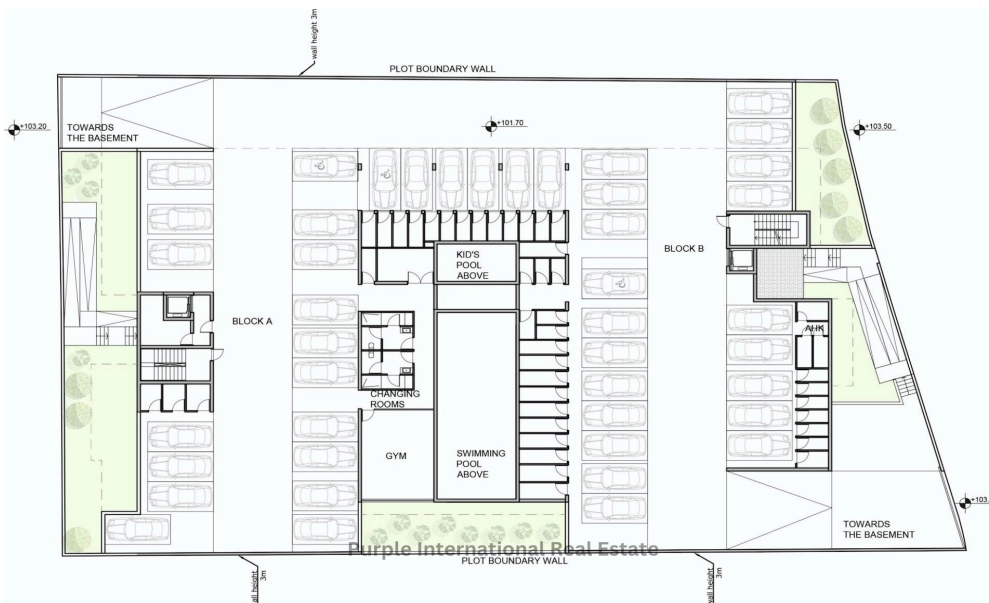 wall height 3m
PLOT BOUNDARY WALL
+103.20
TOWARDS
THE BASEMENT
+101.70
+103.50
KID'S
POOL
ABOVE
BLOCK B
BLOCK A
AHK
CHANGING
ROOMS
GYM
SWIMMING
POOL
ABOVE
+103.
TOWARDS
THE BASEMENT
Purple International Real Estate
PLOT BOUNDARY WALL
all height
3m
wall height
3m